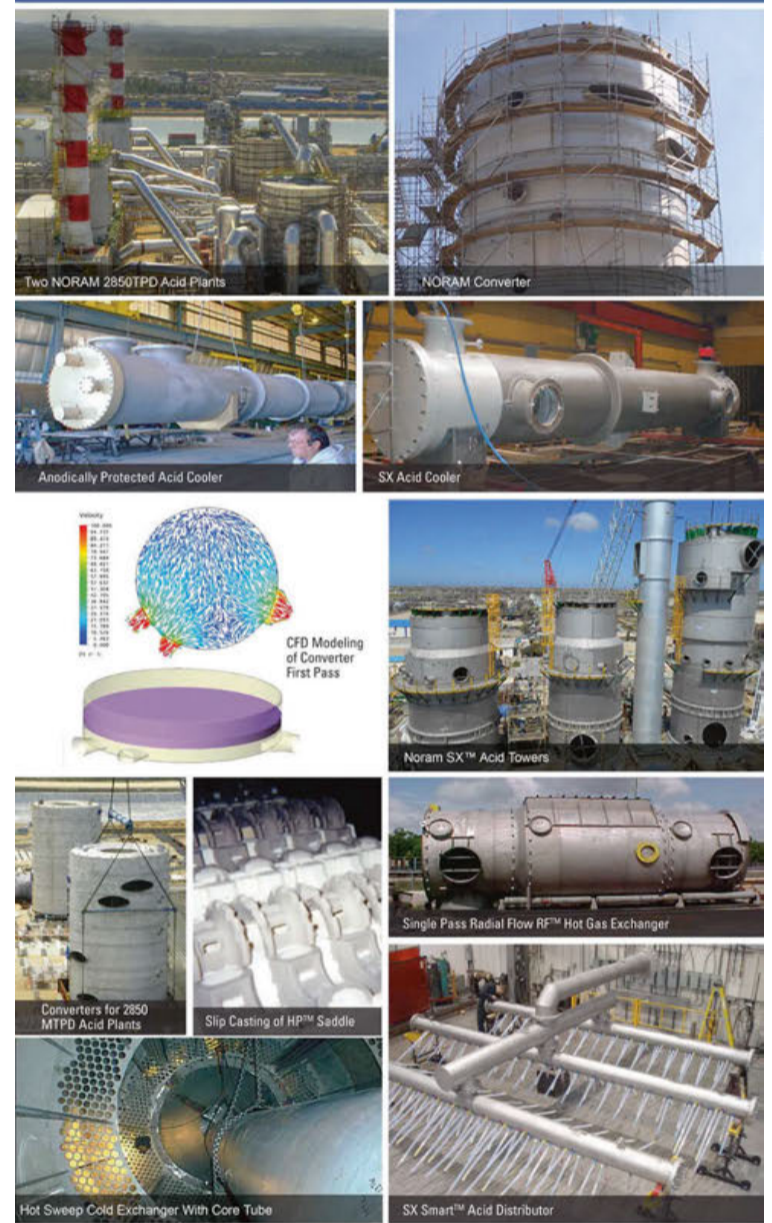 Two NORAM 2850TPD Acid Plants
NORAM Converter
Anodically Protected Acid Cooler
SX Acid Cooler
Velocity
CFD Modeling
of Converter
First Pass
Noram SX™ Acid Towers
Converters for 2850
MTPD Acid Plants
Slip Casting of HP™ Saddle
Single Pass Radial Flow RF™ Hot Gas Exchanger
Hot Sweep Cold Exchanger With Core Tube
SX Smart™ Acid Distributor